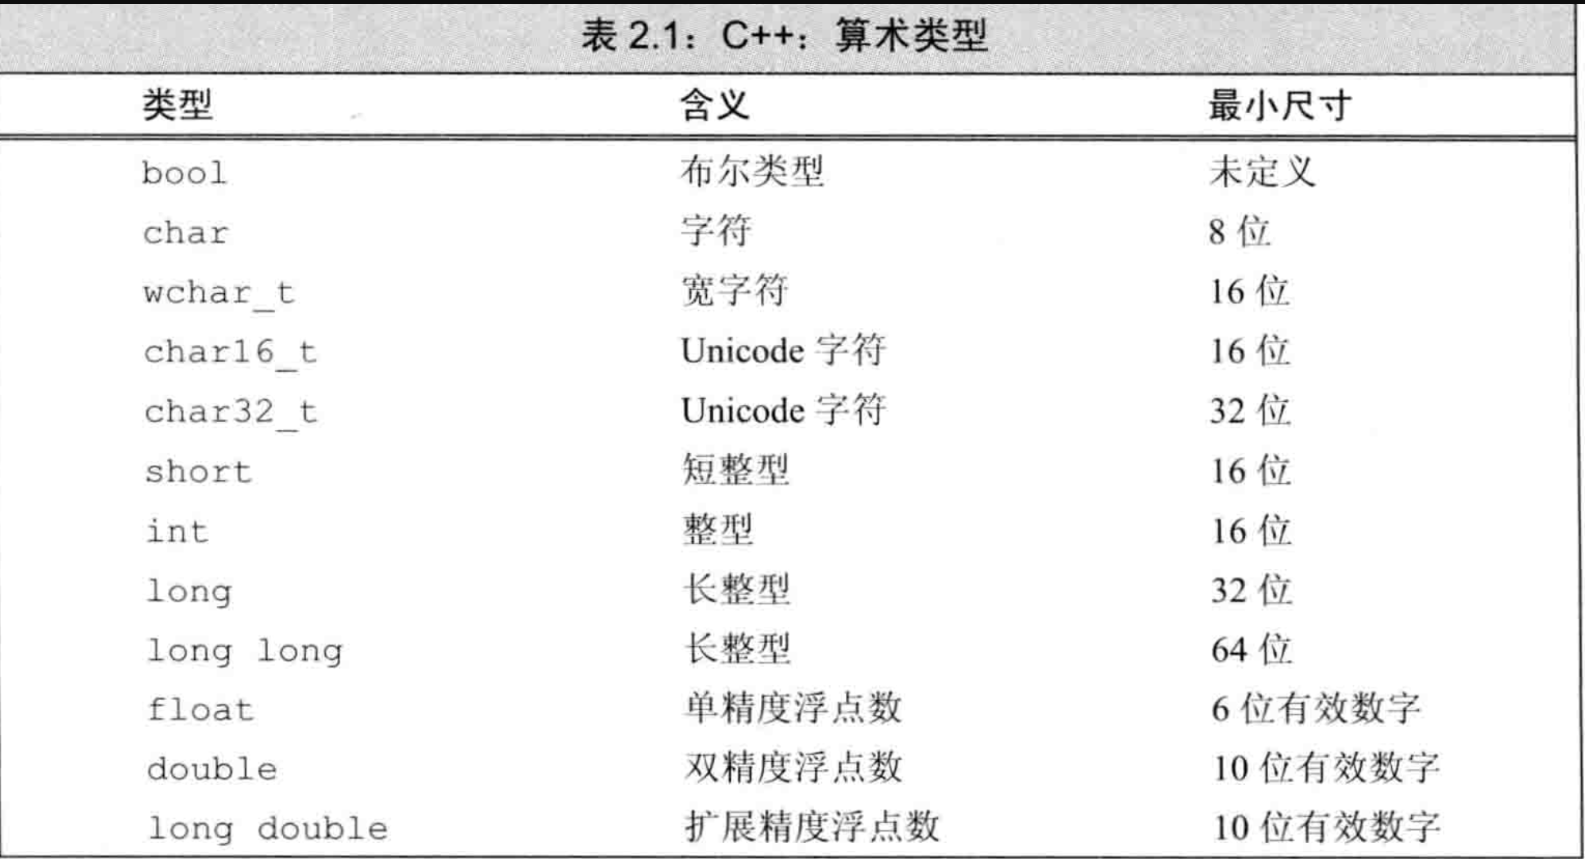 表 2.1：C++：算术类型
类型 含义 最小尺寸
bool 布尔类型 未定义
char 字符 8 位
wchar_t 宽字符 16 位
char16_t Unicode 字符 16 位
char32_t Unicode 字符 32 位
short 短整型 16 位
int 整型 16 位
long 长整型 32 位
long long 长整型 64 位
float 单精度浮点数 6 位有效数字
double 双精度浮点数 10 位有效数字
long double 扩展精度浮点数 10 位有效数字